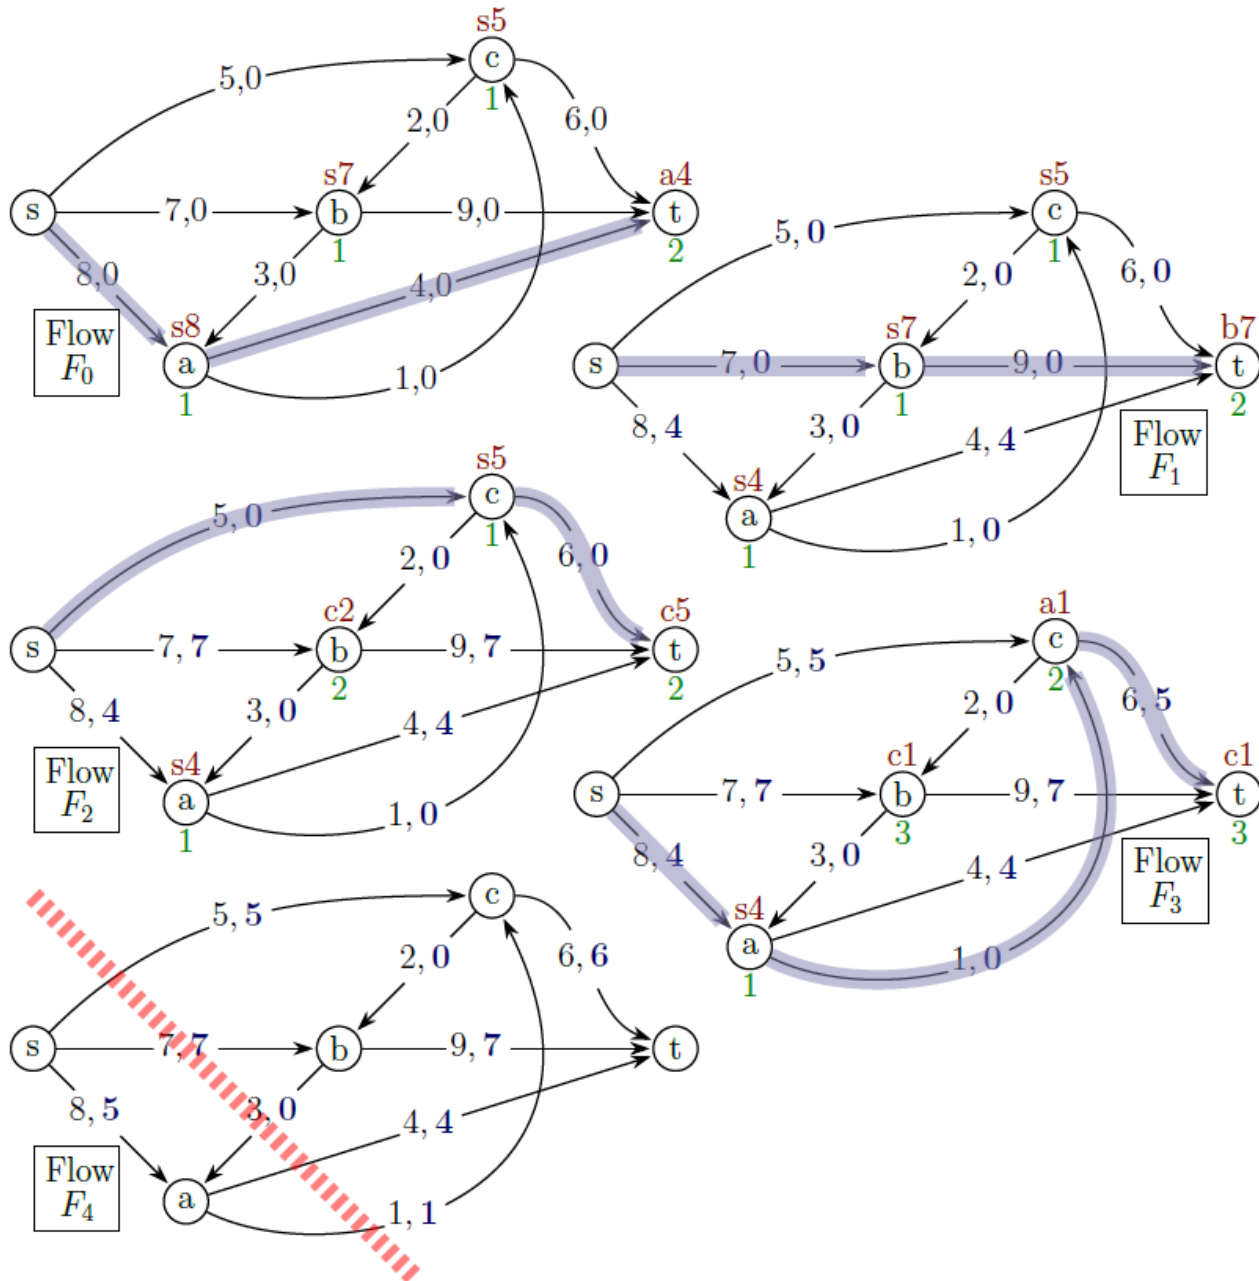 s5
c
1
5,0
2,0
6,0
s7
a4
s
7,0
b
9,0
t
1
2
8,0
3,0
4,0
Flow
F0
s8
a
1,0
1
s5
c
1
5, 0
2, 0
6, 0
s7
b7
s
7, 0
b
9, 0
t
1
2
8, 4
3, 0
4, 4
Flow
F1
s4
a
1, 0
1
s5
c
1
5, 0
2, 0
6, 0
c2
c5
s
7, 7
b
9, 7
t
2
2
8, 4
3, 0
4, 4
Flow
F2
s4
a
1, 0
1
a1
c
2
5, 5
2, 0
6, 5
c1
c1
s
7, 7
b
9, 7
t
3
3
8, 4
3, 0
4, 4
Flow
F3
s4
a
1, 0
1
c
5, 5
2, 0
6, 6
s
7, 7
b
9, 7
t
8, 5
3, 0
4, 4
Flow
F4
a
1, 1